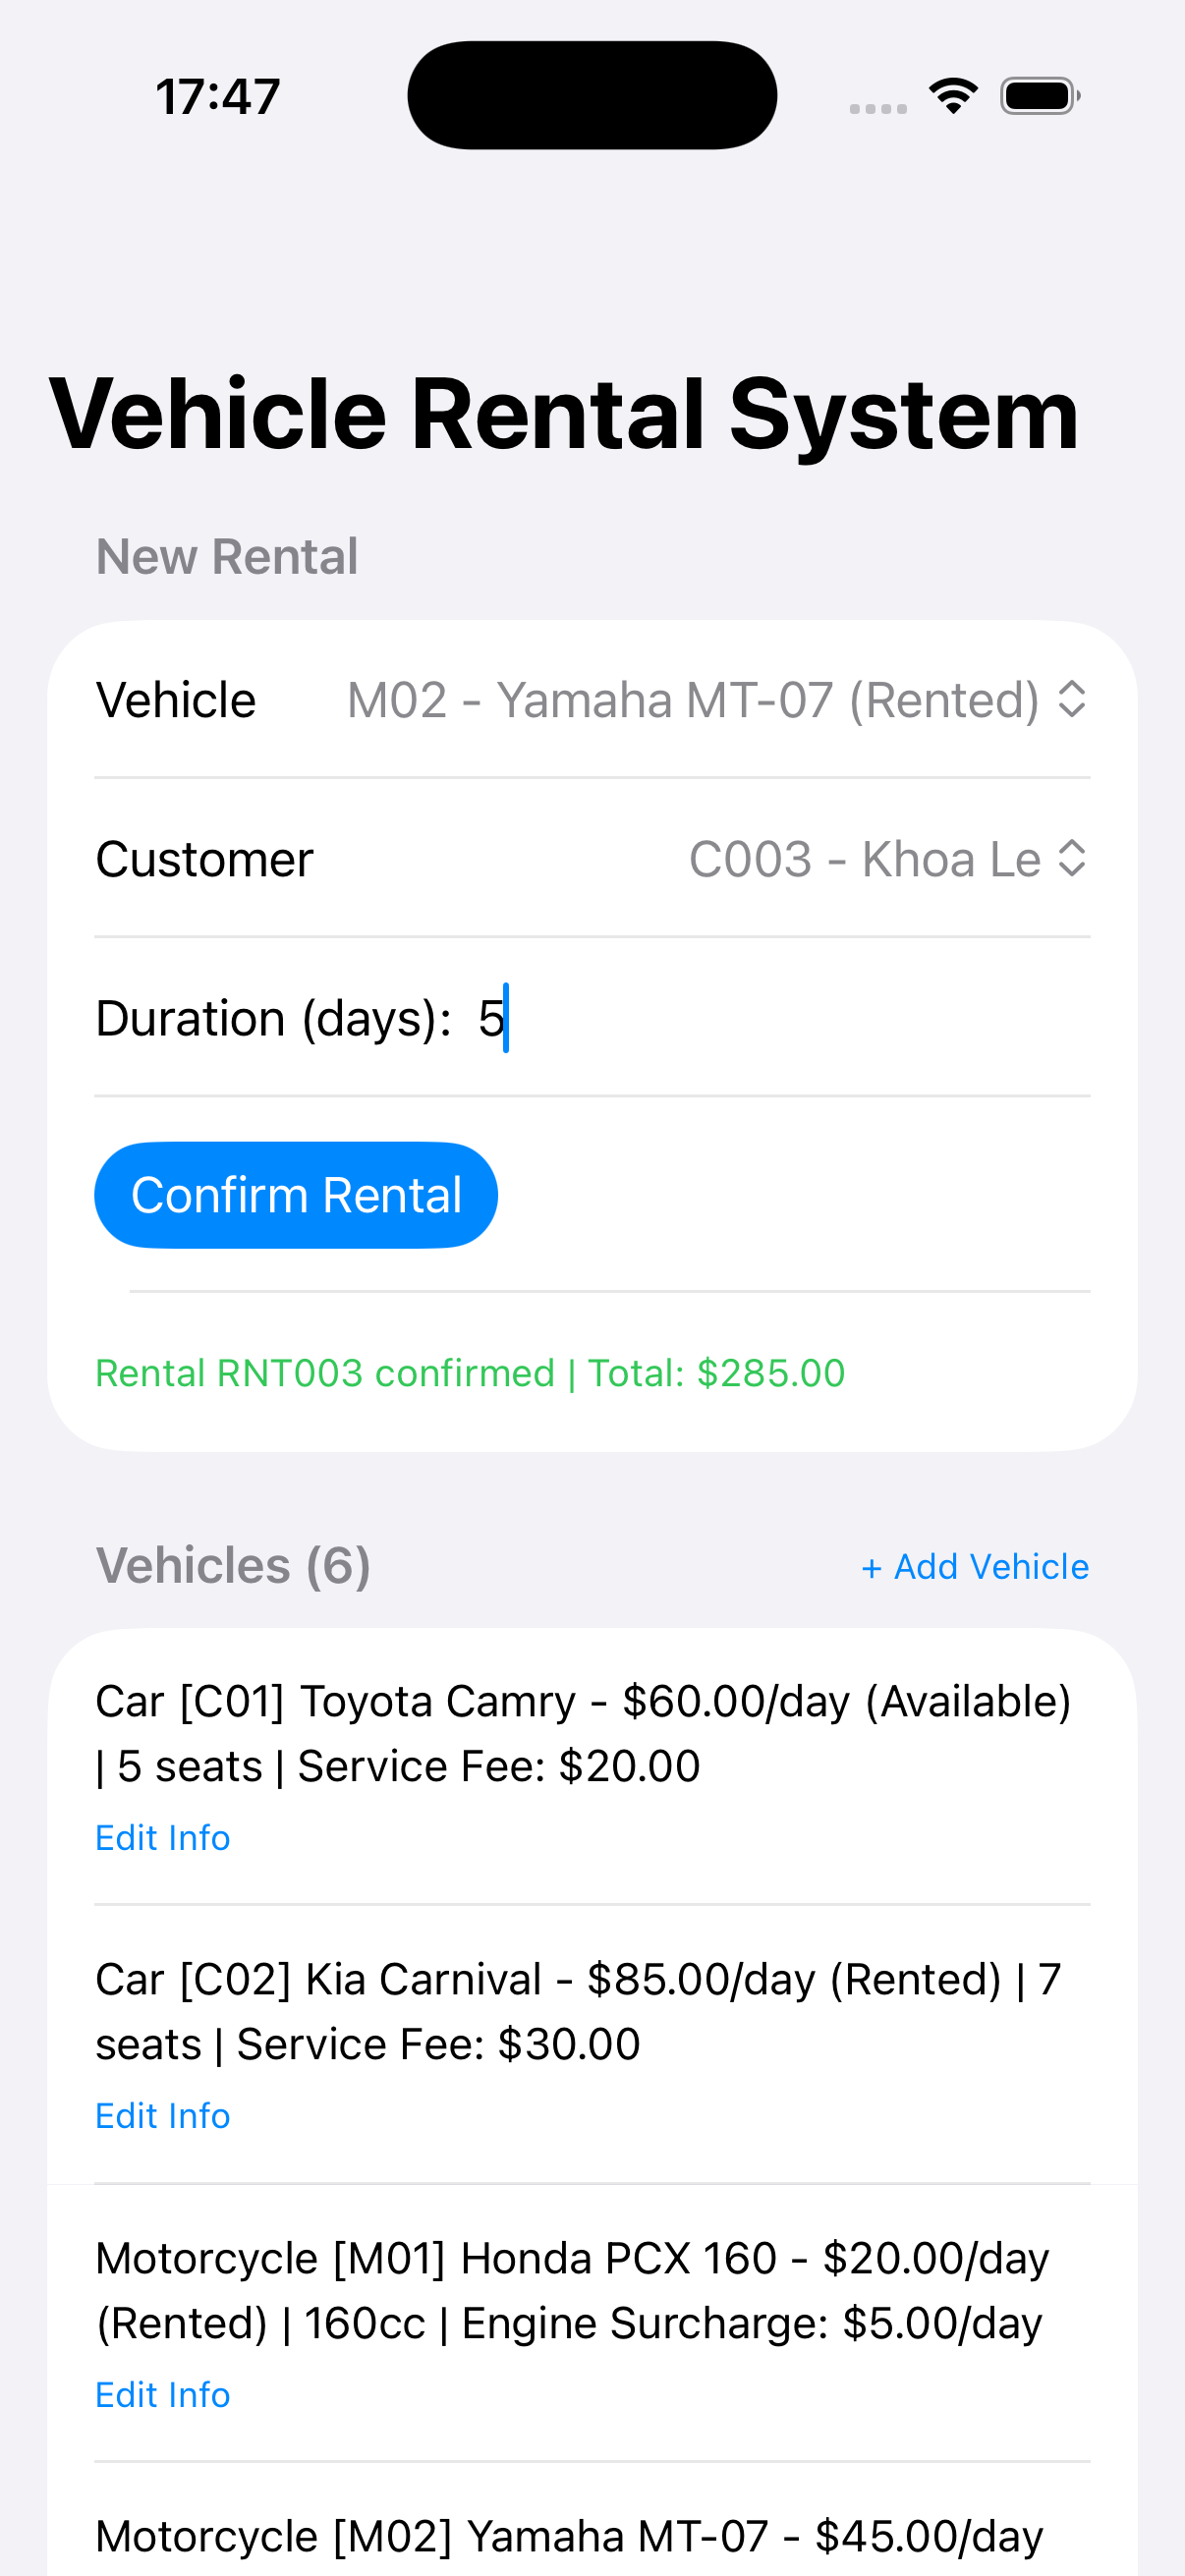 17:47
Vehicle Rental System
New Rental
Vehicle M02 - Yamaha MT-07 (Rented)
Customer C003 - Khoa Le
Duration (days): 5
Confirm Rental
Rental RNT003 confirmed | Total: $285.00
Vehicles (6) + Add Vehicle
Car [C01] Toyota Camry - $60.00/day (Available)
| 5 seats | Service Fee: $20.00
Edit Info
Car [C02] Kia Carnival - $85.00/day (Rented) | 7
seats | Service Fee: $30.00
Edit Info
Motorcycle [M01] Honda PCX 160 - $20.00/day
(Rented) | 160cc | Engine Surcharge: $5.00/day
Edit Info
Motorcycle [M02] Yamaha MT-07 - $45.00/day